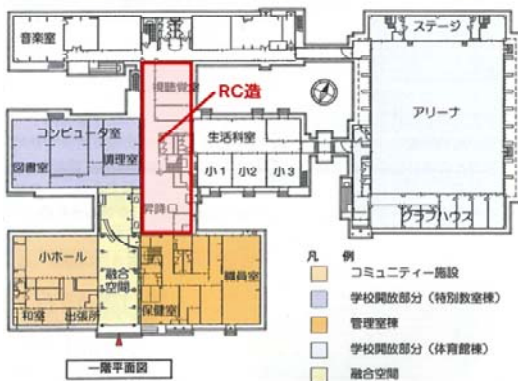 ステージ
音楽室
視聴覚室
RC造
アリーナ
コンピュータ室
生活科室
図書室
調理室
小1
小2
小3
昇降口
クラブハウス
小ホール
融合
空間
職員室
保健室
和室
出張所
凡 例
コミュニティー施設
学校開放部分（特別教室棟）
管理室棟
学校開放部分（体育館棟）
融合空間
一階平面図